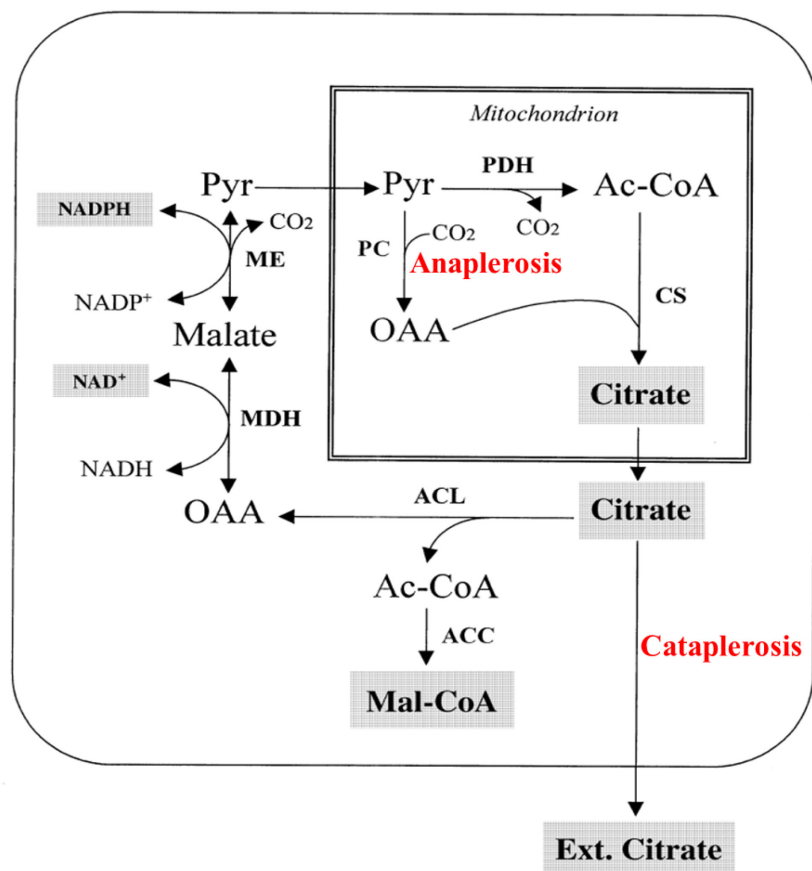 Mitochondrion
Pyr
Pyr
PDH
Ac-CoA
NADPH
CO2
CO2
CO2
ME
PC
Anaplerosis
NADP+
CS
Malate
OAA
NAD+
Citrate
MDH
NADH
ACL
OAA
Citrate
Ac-CoA
ACC
Cataplerosis
Mal-CoA
Ext. Citrate